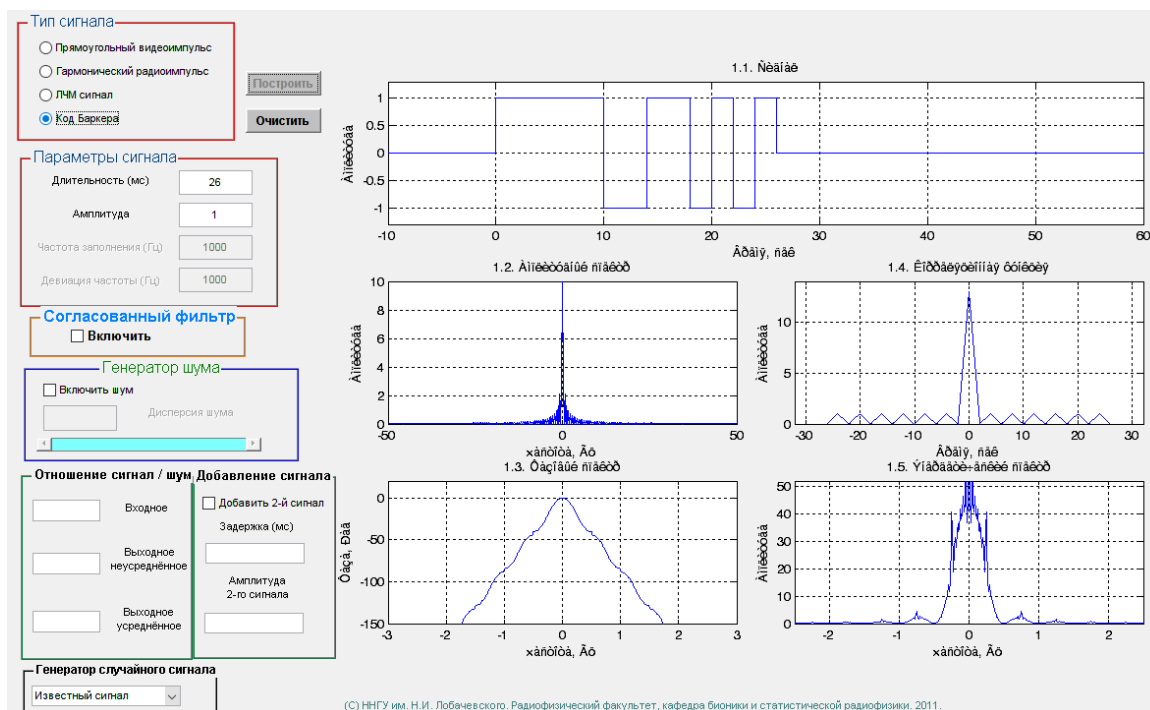 Тип сигнала
Прямоугольный видеоимпульс
Гармонический радиоимпульс
ЛЧМ сигнал
Код Баркера
Построить
Очистить
Параметры сигнала
Длительность (мс)
26
Амплитуда
1
Частота заполнения (Гц)
1000
Девиация частоты (Гц)
1000
Согласованный фильтр
Включить
Генератор шума
Включить шум
Дисперсия шума
Отношение сигнал / шум
Входное
Выходное
неусреднённое
Выходное
усреднённое
Добавление сигнала
Добавить 2-й сигнал
Задержка (мс)
Амплитуда
2-го сигнала
Генератор случайного сигнала
Известный сигнал
1.1. Ñèãíàë
Àìïëèòóäà
1
0.5
0
-0.5
-1
-10 0 10 20 30 40 50 60
Âðåìÿ, ñåê
1.2. Àìïëèòóäíûé ñïåêòð
Àìïëèòóäà
10
8
6
4
2
0
-50 0 50
×àñòîòà, Ãö
1.4. Êîððåëÿöèîííàÿ ôóíêöèÿ
Àìïëèòóäà
10
5
0
-30 -20 -10 0 10 20 30
Âðåìÿ, ñåê
1.3. Ôàçîâûé ñïåêòð
Ôàçà, Ðàä
0
-50
-100
-150
-3 -2 -1 0 1 2 3
×àñòîòà, Ãö
1.5. Ýíåðãåòè÷åñêèé ñïåêòð
Àìïëèòóäà
50
40
30
20
10
0
-2 -1 0 1 2
×àñòîòà, Ãö
(C) ННГУ им. Н.И. Лобачевского. Радиофизический факультет, кафедра бионики и статистической радиофизики. 2011.